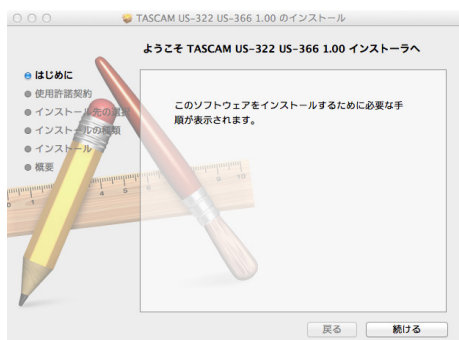 TASCAM US-322 US-366 1.00 のインストール
ようこそ TASCAM US-322 US-366 1.00 インストーラへ
はじめに
使用許諾契約
インストール先の選択
インストールの種類
インストール
概要
このソフトウェアをインストールするために必要な手
順が表示されます。
戻る
続ける